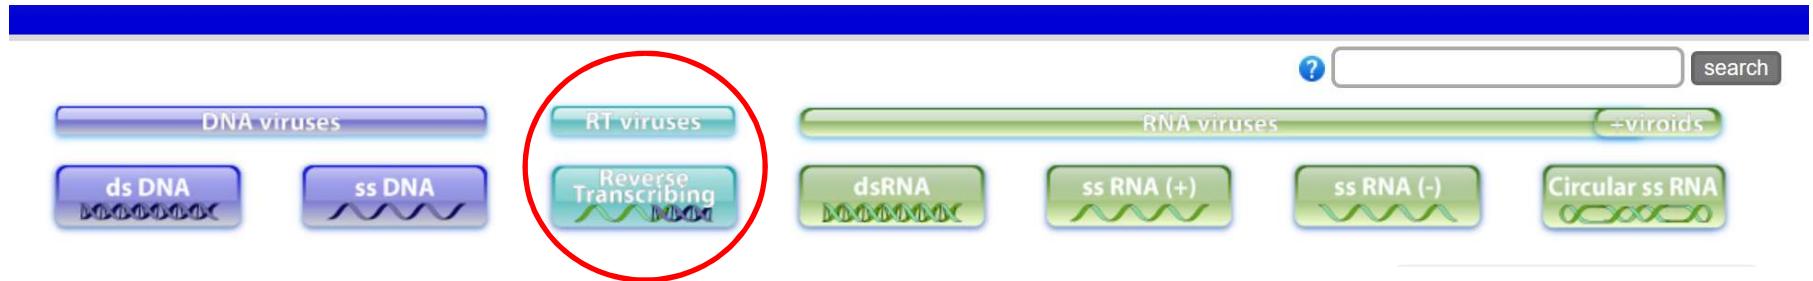 ? search
DNA viruses RT viruses RNA viruses +viroids
ds DNA ss DNA Reverse Transcribing dsRNA ss RNA (+) ss RNA (-) Circular ss RNA